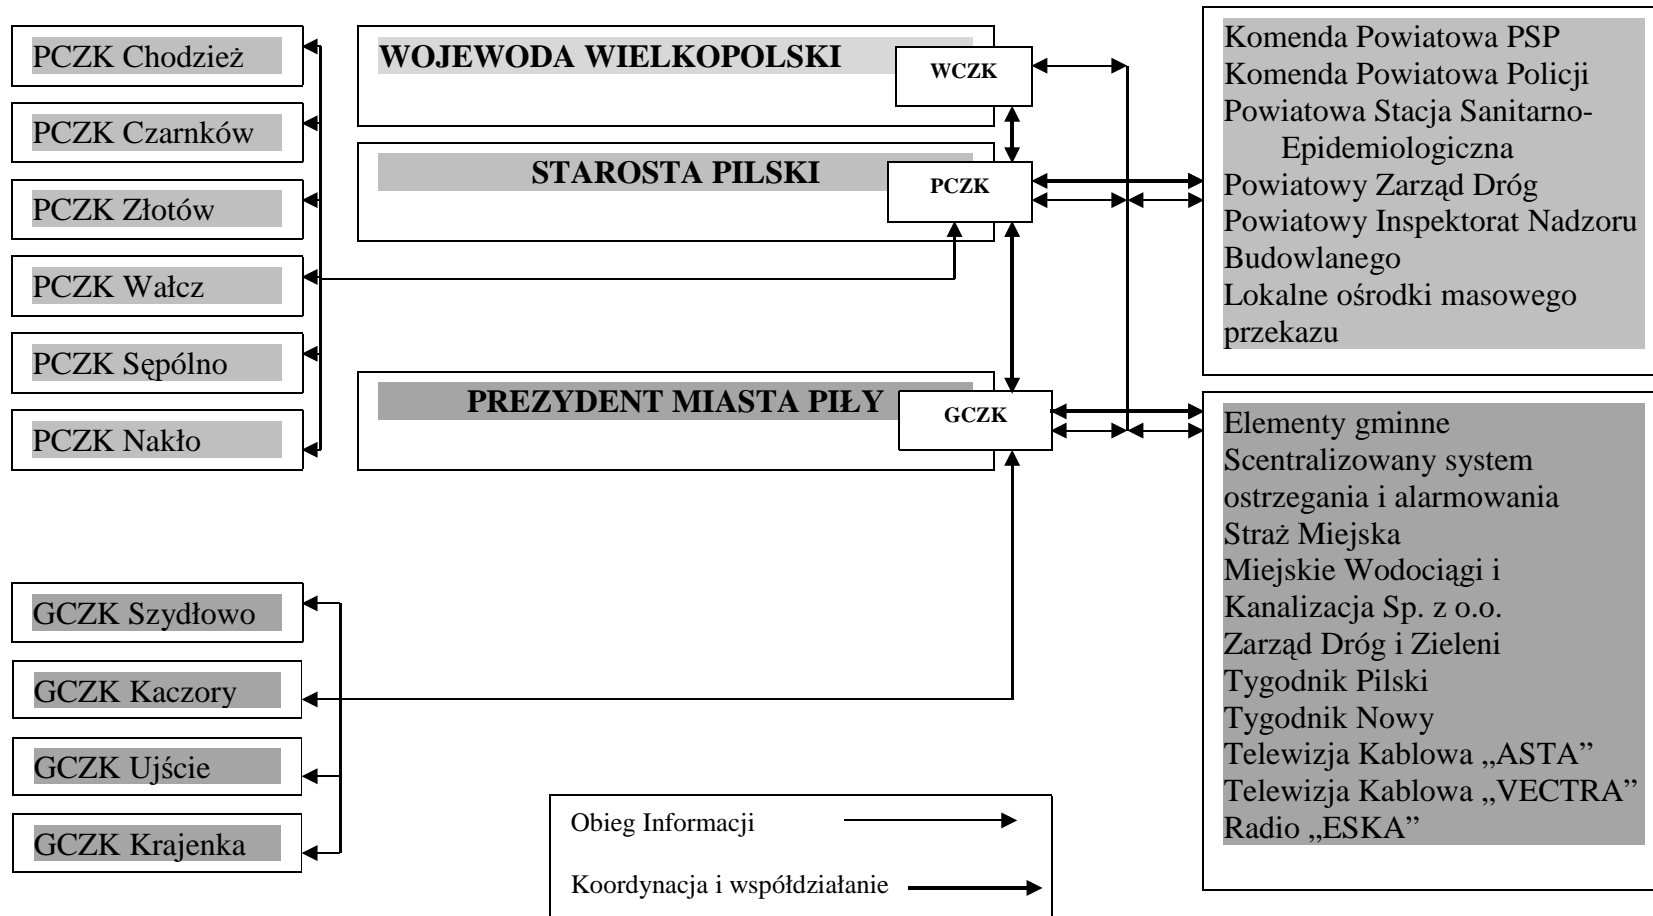 PCZK Chodzież
PCZK Czarnków
PCZK Złotów
PCZK Wałcz
PCZK Sępólno
PCZK Nakło
GCZK Szydłowo
GCZK Kaczory
GCZK Ujście
GCZK Krajenka
WOJEWODA WIELKOPOLSKI
WCZK
STAROSTA PILSKI
PCZK
PREZYDENT MIASTA PIŁY
GCZK
Obieg Informacji
Koordynacja i współdziałanie
Komenda Powiatowa PSP
Komenda Powiatowa Policji
Powiatowa Stacja Sanitarno-
Epidemiologiczna
Powiatowy Zarząd Dróg
Powiatowy Inspektorat Nadzoru
Budowlanego
Lokalne ośrodki masowego
przekazu
Elementy gminne
Scentralizowany system
ostrzegania i alarmowania
Straż Miejska
Miejskie Wodociągi i
Kanalizacja Sp. z o.o.
Zarząd Dróg i Zieleni
Tygodnik Pilski
Tygodnik Nowy
Telewizja Kablowa „ASTA”
Telewizja Kablowa „VECTRA”
Radio „ESKA”